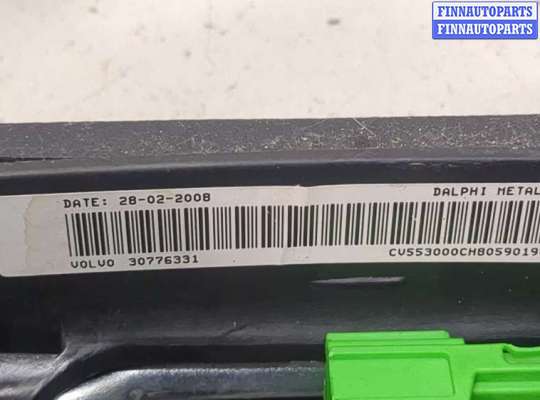 FINNAUTOPARTS
FINNAUTOPARTS
DATE: 28-02-2008
DALPHI METAL
VOLVO 30776331
CV553000CH8059019